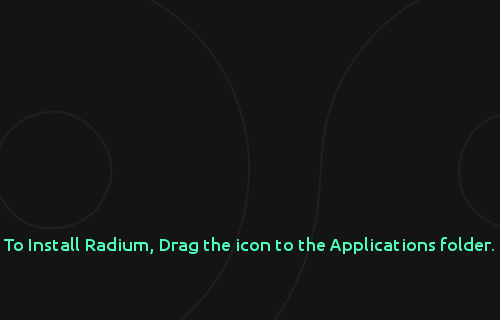 To Install Radium, Drag the icon to the Applications folder.